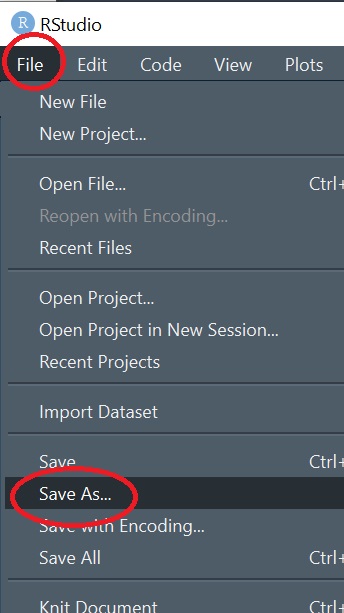 R RStudio
File Edit Code View Plots
New File
New Project...
Open File... Ctrl+
Reopen with Encoding...
Recent Files
Open Project...
Open Project in New Session...
Recent Projects
Import Dataset
Save Ctrl+
Save As...
Save with Encoding...
Save All Ctrl+
Knit Document Ctrl+